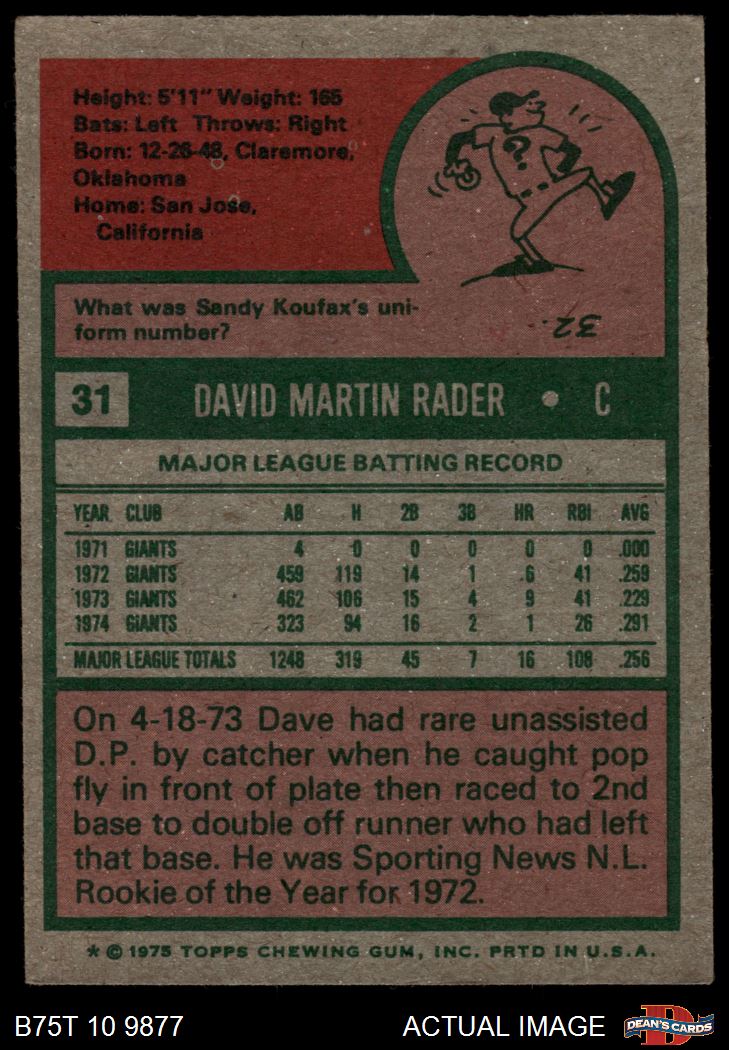 Height: 5'11" Weight: 165
Bats: Left Throws: Right
Born: 12-26-48, Claremore,
Oklahoma
Home: San Jose,
California
?
What was Sandy Koufax's uni-
form number?
32.
31 DAVID MARTIN RADER • C
MAJOR LEAGUE BATTING RECORD
YEAR CLUB AB H 2B 3B HR RBI AVG
1971 GIANTS 4 0 0 0 0 0 .000
1972 GIANTS 459 119 14 1 6 41 .259
1973 GIANTS 462 106 15 4 9 41 .229
1974 GIANTS 323 94 16 2 1 26 .291
MAJOR LEAGUE TOTALS 1248 319 45 7 16 108 .256
On 4-18-73 Dave had rare unassisted
D.P. by catcher when he caught pop
fly in front of plate then raced to 2nd
base to double off runner who had left
that base. He was Sporting News N.L.
Rookie of the Year for 1972.
* © 1975 TOPPS CHEWING GUM, INC. PRTD IN U.S.A.
B75T 10 9877 ACTUAL IMAGE D DEAN'S CARDS